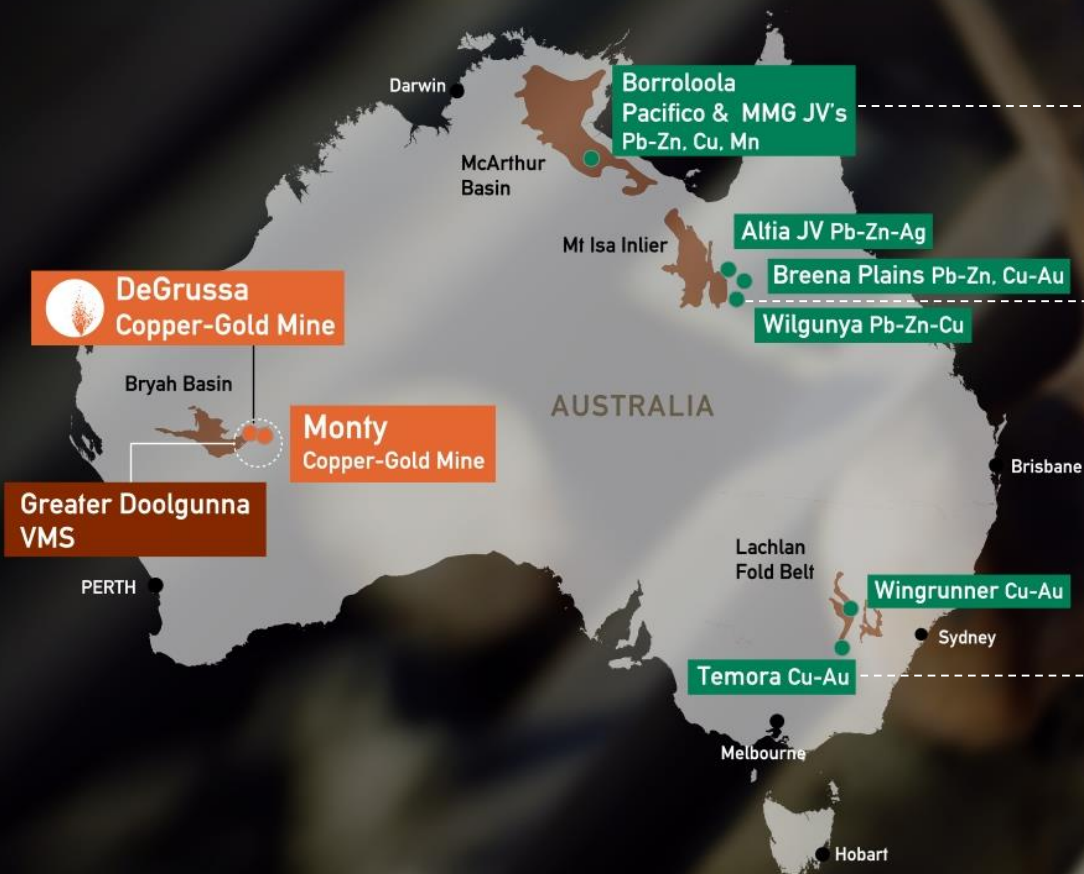 Darwin
Borroloola
Pacifico & MMG JV's
Pb-Zn, Cu, Mn
McArthur
Basin
Mt Isa Inlier
Altia JV Pb-Zn-Ag
Breena Plains Pb-Zn, Cu-Au
Wilgunya Pb-Zn-Cu
DeGrussa
Copper-Gold Mine
Bryah Basin
AUSTRALIA
Monty
Copper-Gold Mine
Brisbane
Greater Doolgunna
VMS
PERTH
Lachlan
Fold Belt
Wingrunner Cu-Au
Sydney
Temora Cu-Au
Melbourne
Hobart